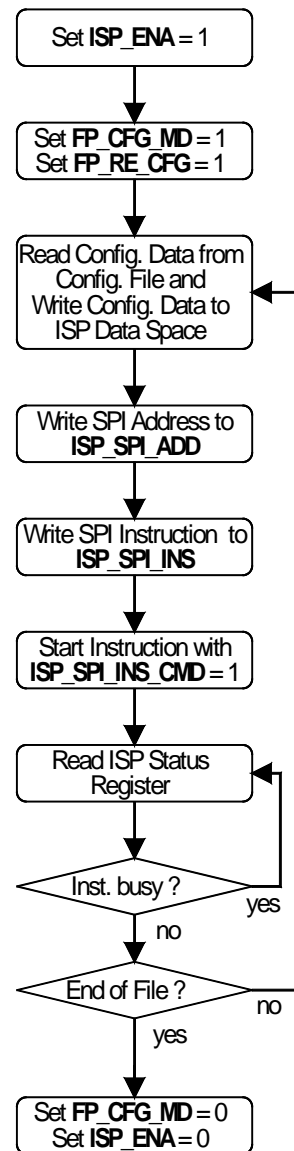 Set ISP_ENA = 1
Set FP_CFG_MD = 1
Set FP_RE_CFG = 1
Read Config. Data from
Config. File and
Write Config. Data to
ISP Data Space
Write SPI Address to
ISP_SPI_ADD
Write SPI Instruction to
ISP_SPI_INS
Start Instruction with
ISP_SPI_INS_CMD = 1
Read ISP Status
Register
Inst. busy ?
yes
no
End of File ?
no
yes
Set FP_CFG_MD = 0
Set ISP_ENA = 0